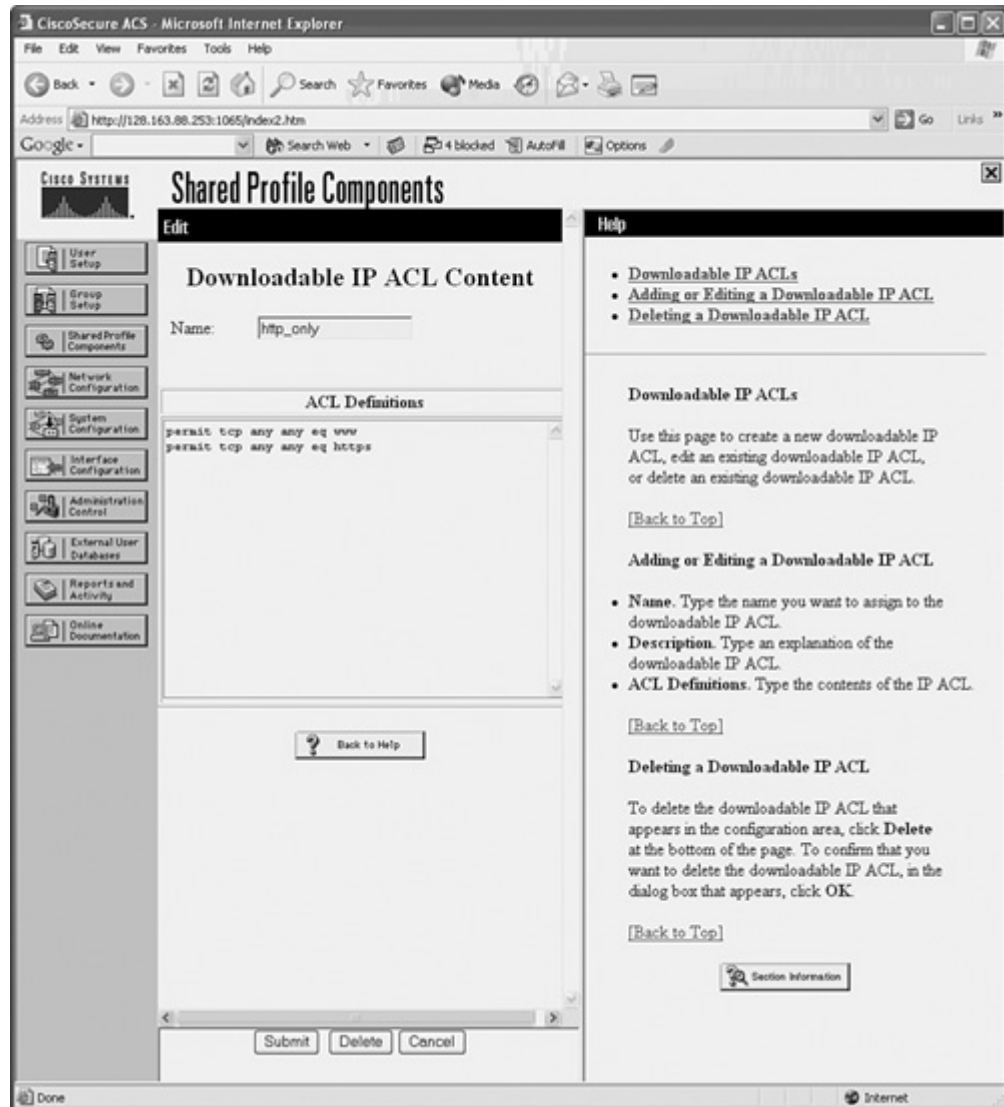 CiscoSecure ACS - Microsoft Internet Explorer
File Edit View Favorites Tools Help
Back Search Favorites Media
Address http://128.163.88.253:1065/index2.htm Go Links »
Google Search Web 4 blocked AutoFill Options
CISCO SYSTEMS
Shared Profile Components
User Setup
Group Setup
Shared Profile Components
Network Configuration
System Configuration
Interface Configuration
Administration Control
External User Databases
Reports and Activity
Online Documentation
Edit
Downloadable IP ACL Content
Name: http_only
ACL Definitions
permit tcp any any eq www
permit tcp any any eq https
? Back to Help
Submit Delete Cancel
Help
• Downloadable IP ACLs
• Adding or Editing a Downloadable IP ACL
• Deleting a Downloadable IP ACL
Downloadable IP ACLs
Use this page to create a new downloadable IP
ACL, edit an existing downloadable IP ACL,
or delete an existing downloadable IP ACL.
[Back to Top]
Adding or Editing a Downloadable IP ACL
• Name. Type the name you want to assign to the
downloadable IP ACL.
• Description. Type an explanation of the
downloadable IP ACL.
• ACL Definitions. Type the contents of the IP ACL.
[Back to Top]
Deleting a Downloadable IP ACL
To delete the downloadable IP ACL that
appears in the configuration area, click Delete
at the bottom of the page. To confirm that you
want to delete the downloadable IP ACL, in the
dialog box that appears, click OK.
[Back to Top]
Section Information
Done Internet